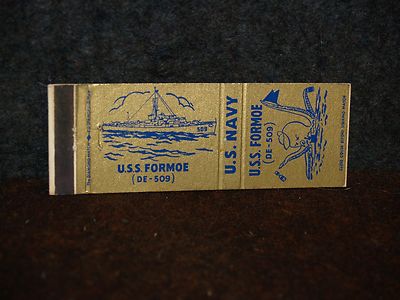 509
U.S.S. FORMOE
(DE-509)
U.S. NAVY
U.S.S. FORMOE
(DE-509)